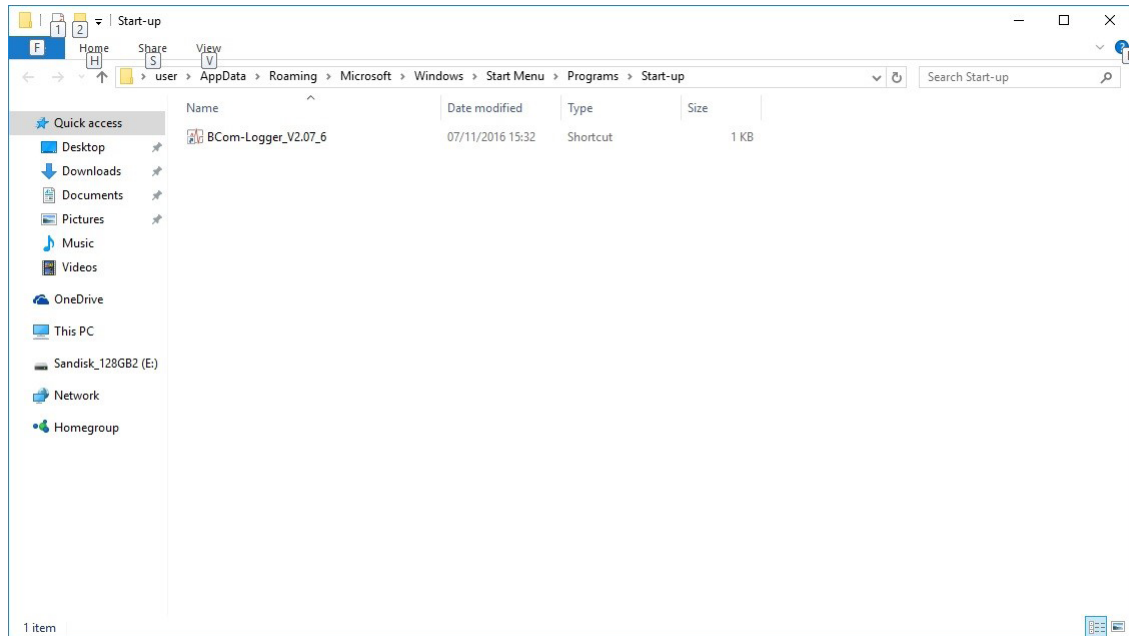 Start-up
1 2
F Home Share View
H S V
user > AppData > Roaming > Microsoft > Windows > Start Menu > Programs > Start-up
Search Start-up
Name Date modified Type Size
BCom-Logger_V2.07_6 07/11/2016 15:32 Shortcut 1 KB
Quick access
Desktop
Downloads
Documents
Pictures
Music
Videos
OneDrive
This PC
Sandisk_128GB2 (E:)
Network
Homegroup
1 item